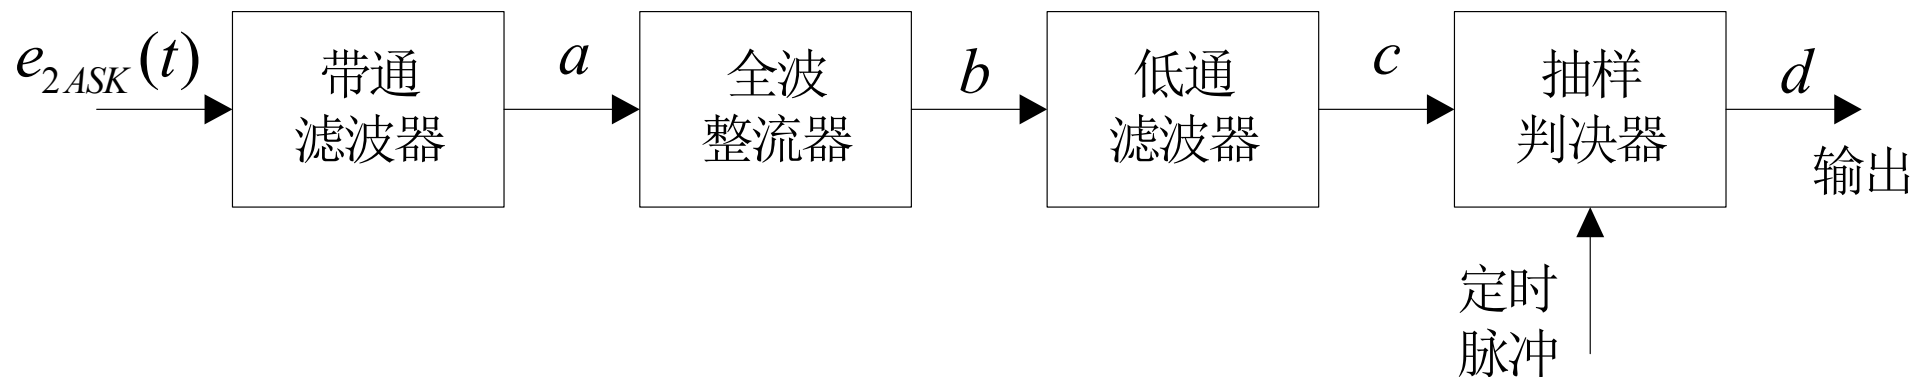 e2ASK(t)
带通
滤波器
a
全波
整流器
b
低通
滤波器
c
抽样
判决器
d
输出
定时
脉冲